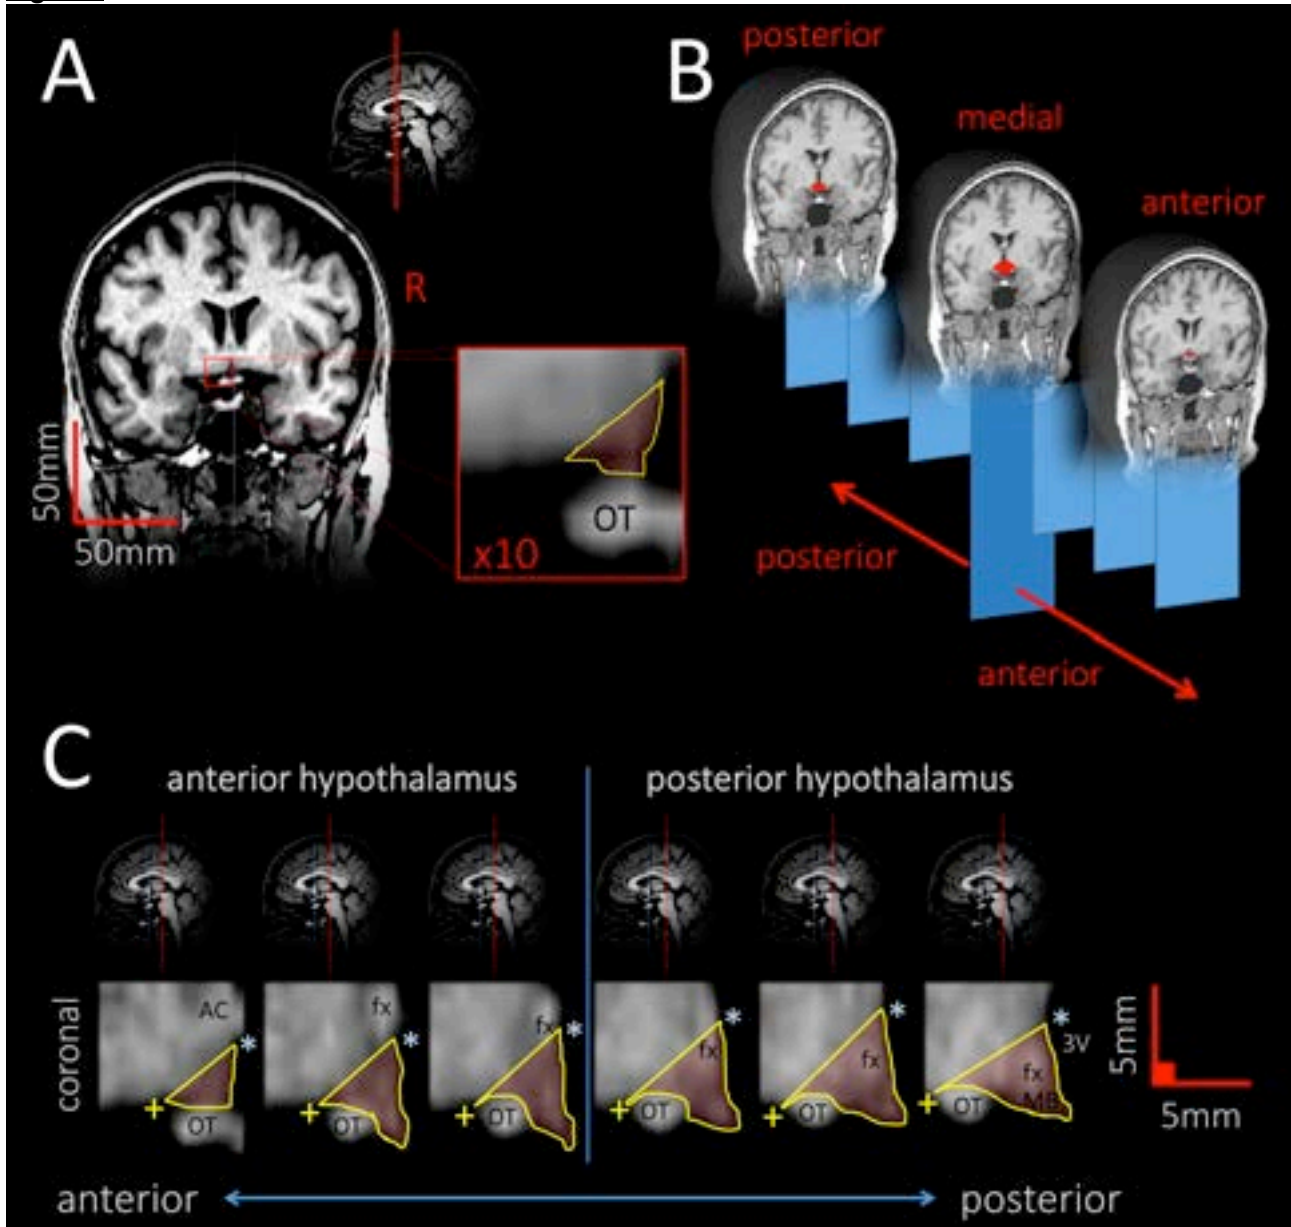 A
R
50mm
50mm
OT
x10
B
posterior
medial
anterior
posterior
anterior
C
anterior hypothalamus
posterior hypothalamus
coronal
AC
*
+
OT
fx
*
+
OT
fx
*
+
OT
fx
*
+
OT
fx
*
+
OT
*
3V
fx
MB
+
OT
5mm
5mm
anterior
posterior